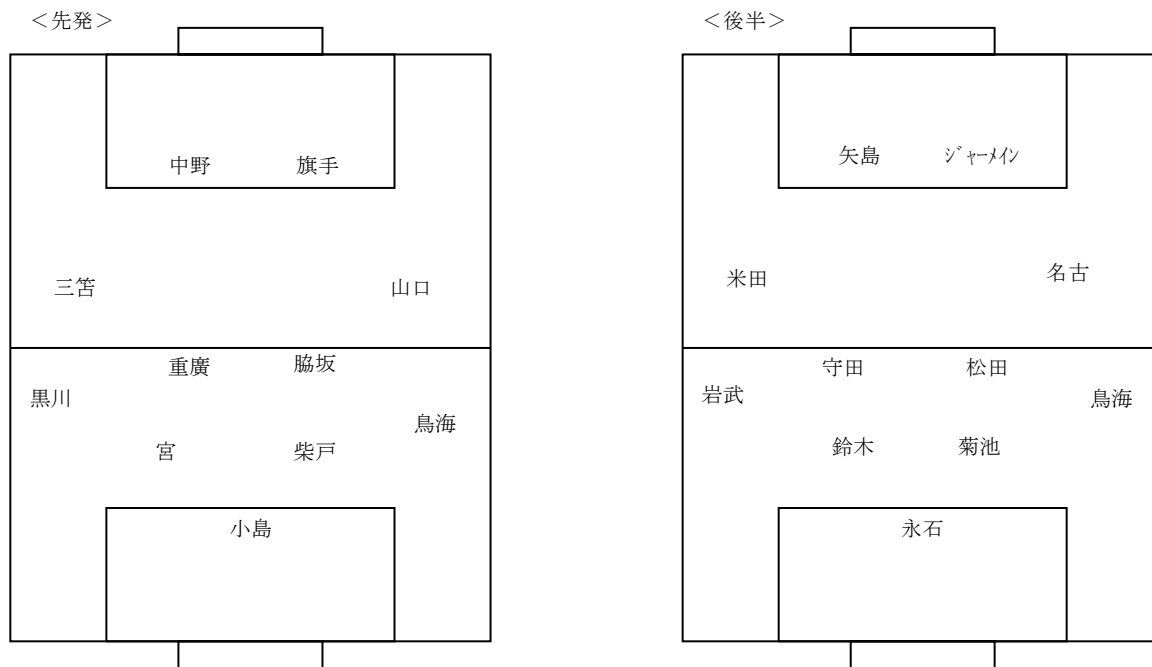 ＜先発＞
中野 旗手
三笘 山口
重廣 脇坂
黒川
鳥海
宮 柴戸
小島
＜後半＞
矢島 ｼﾞｬｰﾒｲﾝ
米田 名古
守田 松田
岩武 鳥海
鈴木 菊池
永石